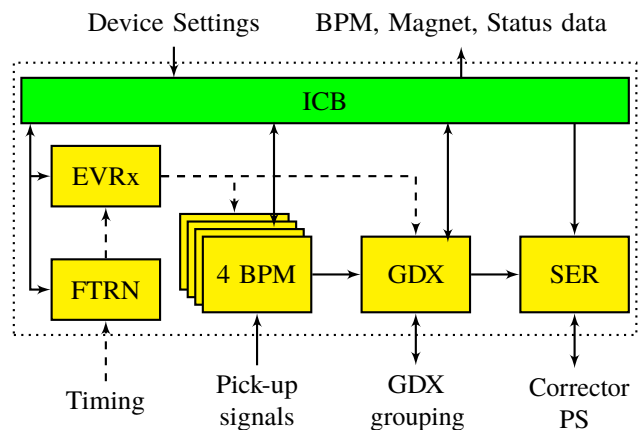 Device Settings
BPM, Magnet, Status data
ICB
EVRx
FTRN
4 BPM
GDX
SER
Timing
Pick-up
signals
GDX
grouping
Corrector
PS